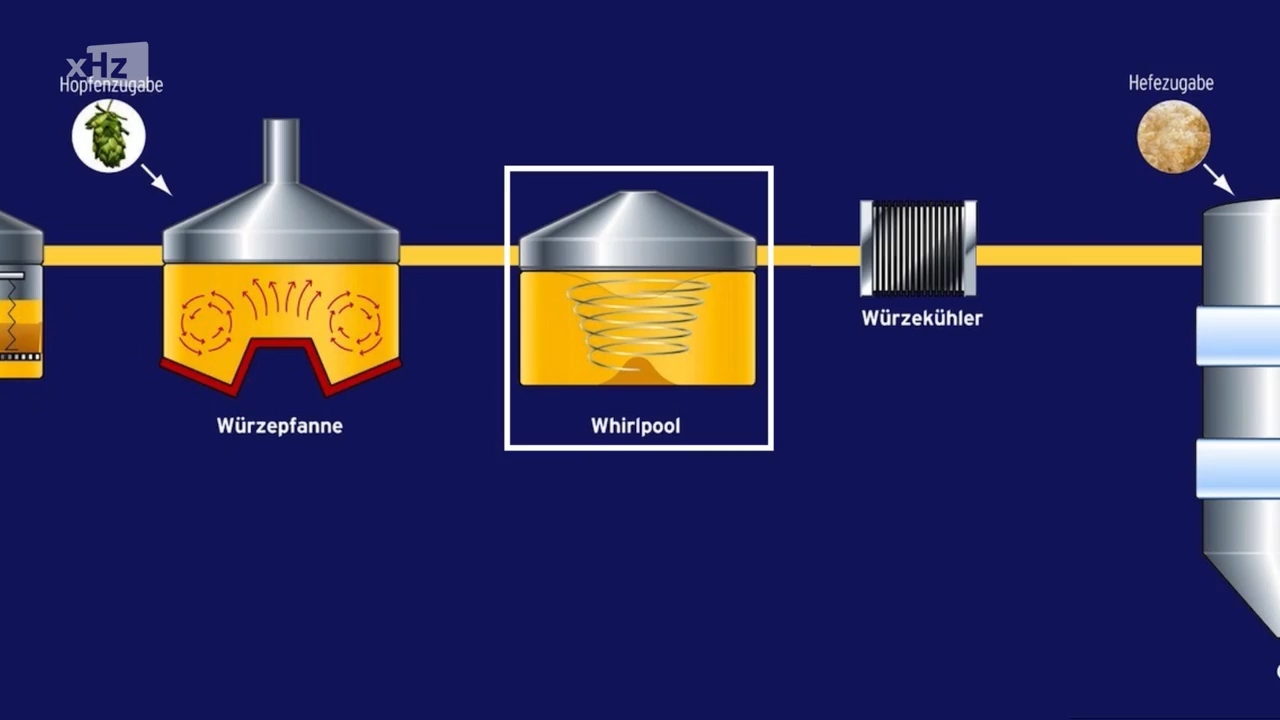 xHz
Hopfenzugabe
Hefezugabe
Würzekühler
Würzepfanne
Whirlpool